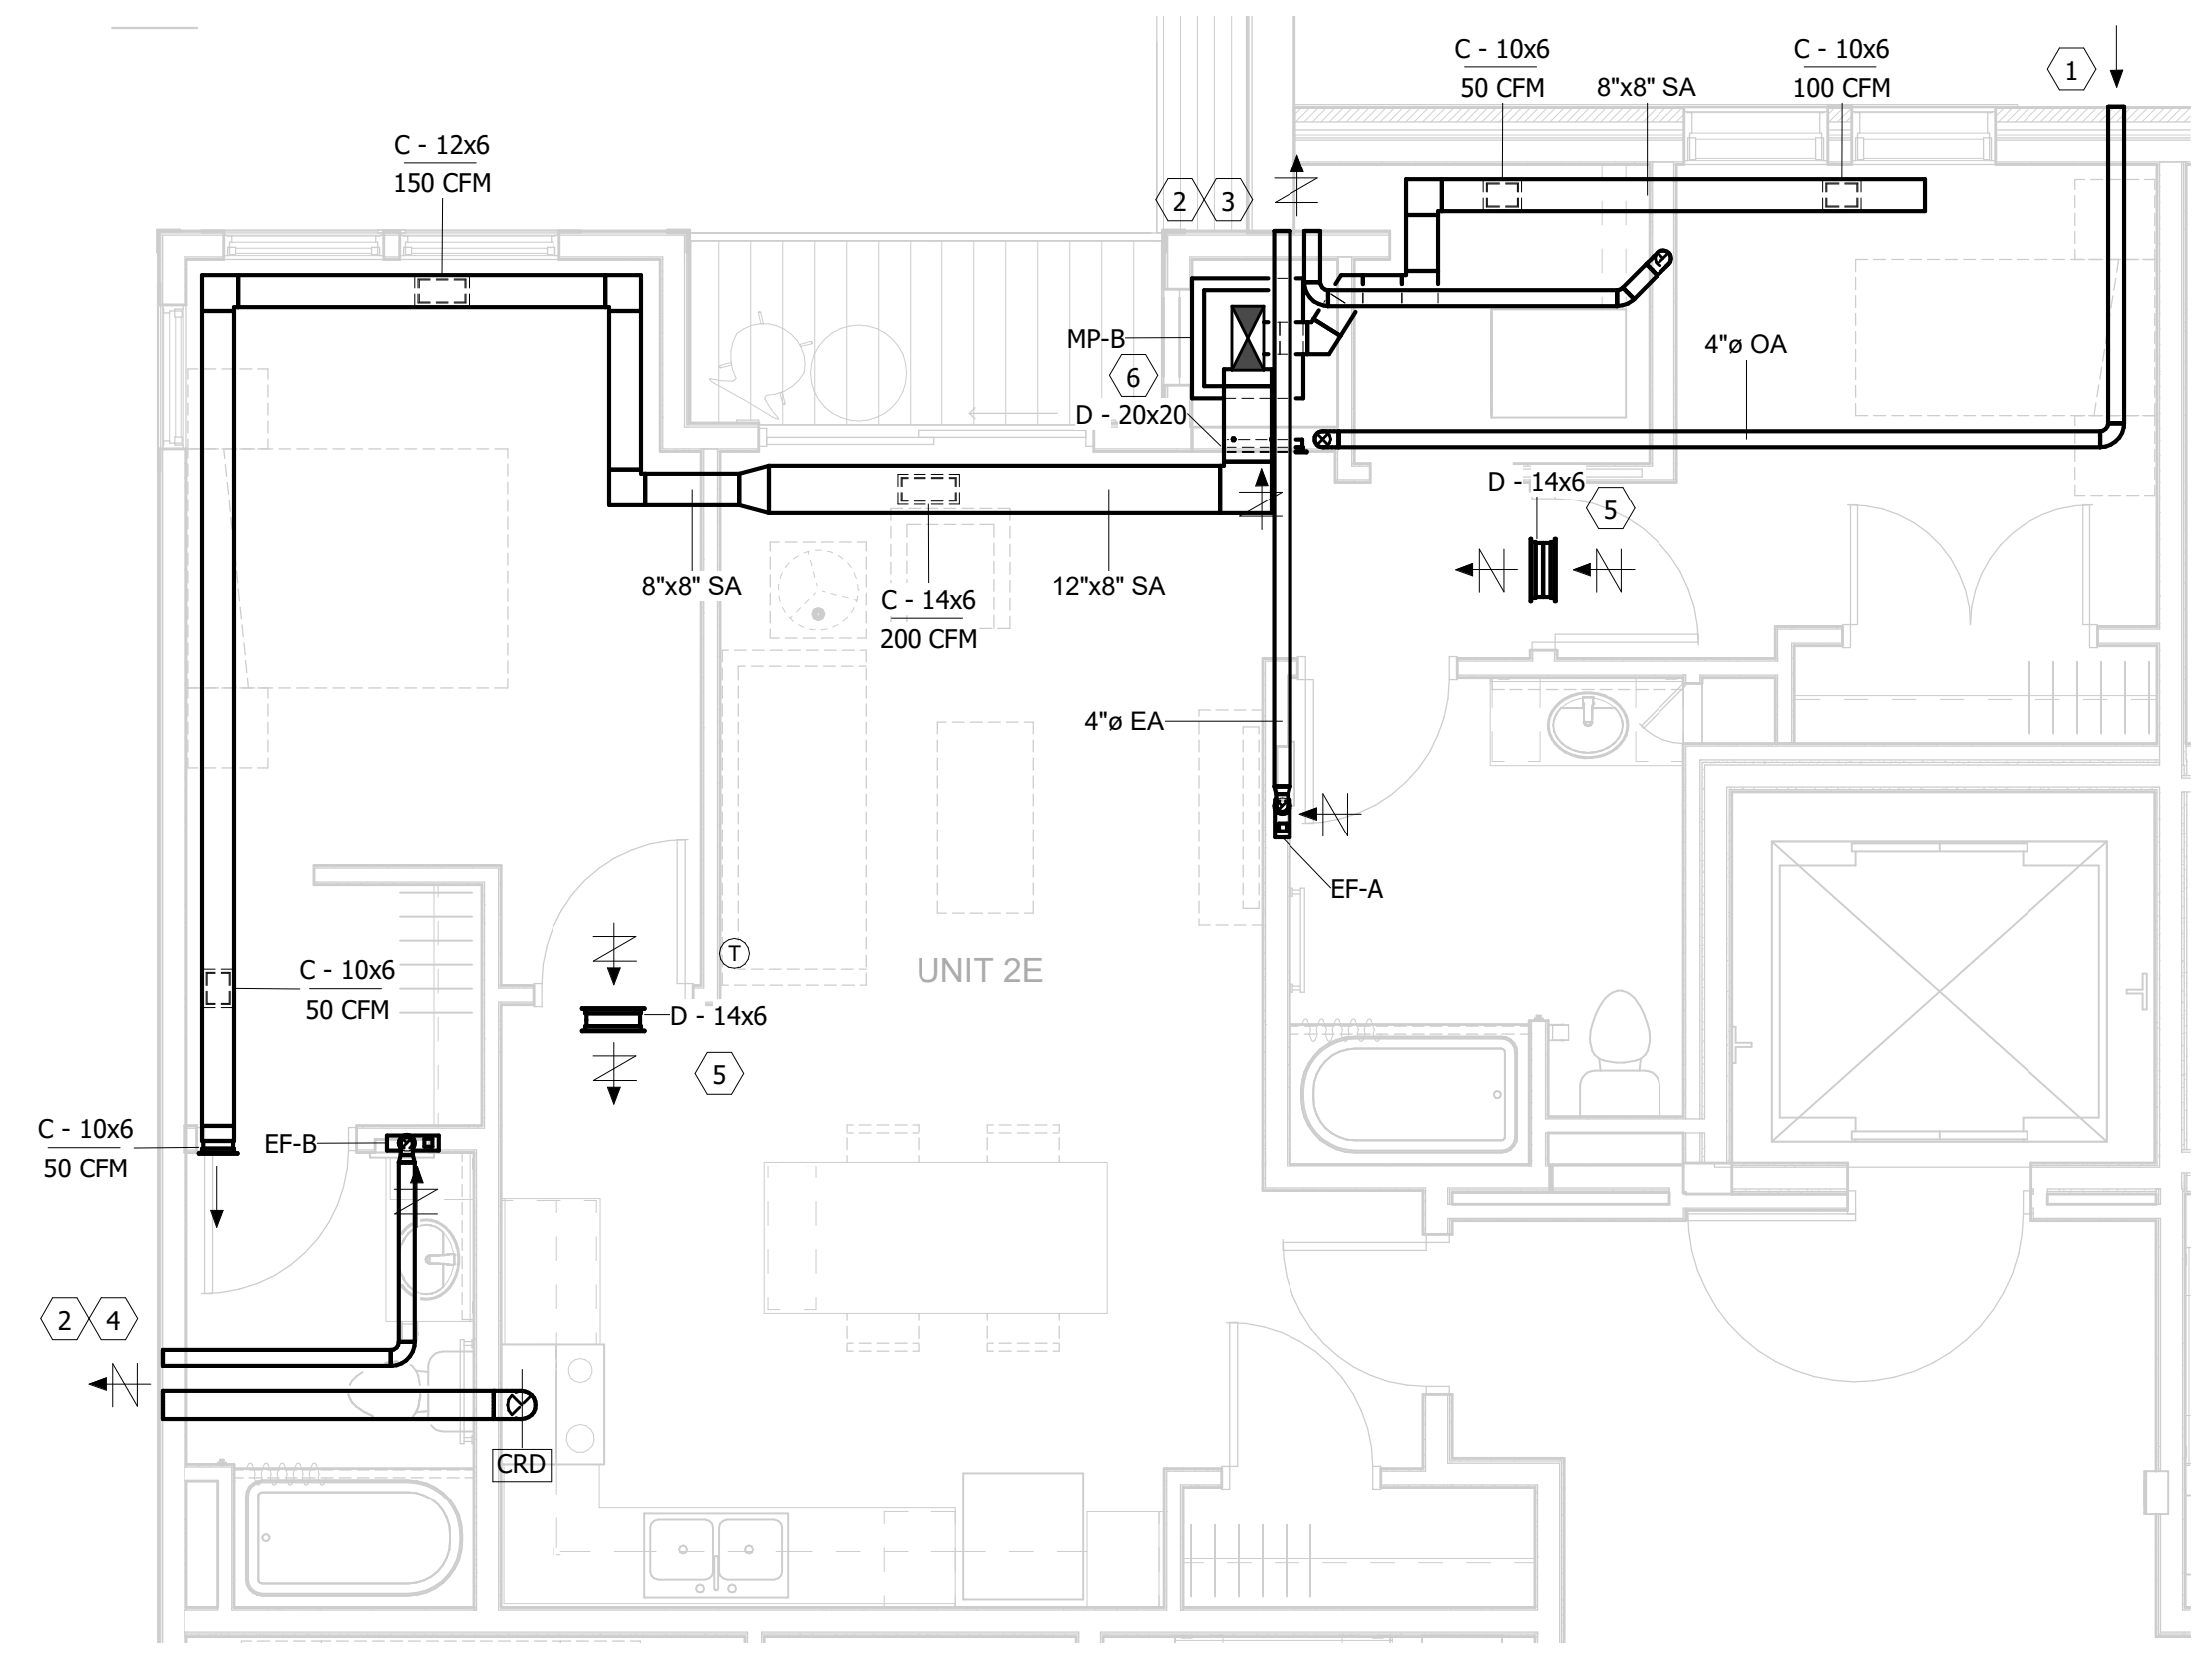 C - 10x6
50 CFM
8"x8" SA
C - 10x6
100 CFM
1
C - 12x6
150 CFM
2
3
MP-B
6
D - 20x20
4"ø OA
D - 14x6
5
8"x8" SA
C - 14x6
200 CFM
12"x8" SA
4"ø EA
EF-A
T
UNIT 2E
C - 10x6
50 CFM
D - 14x6
5
C - 10x6
50 CFM
EF-B
2
4
CRD